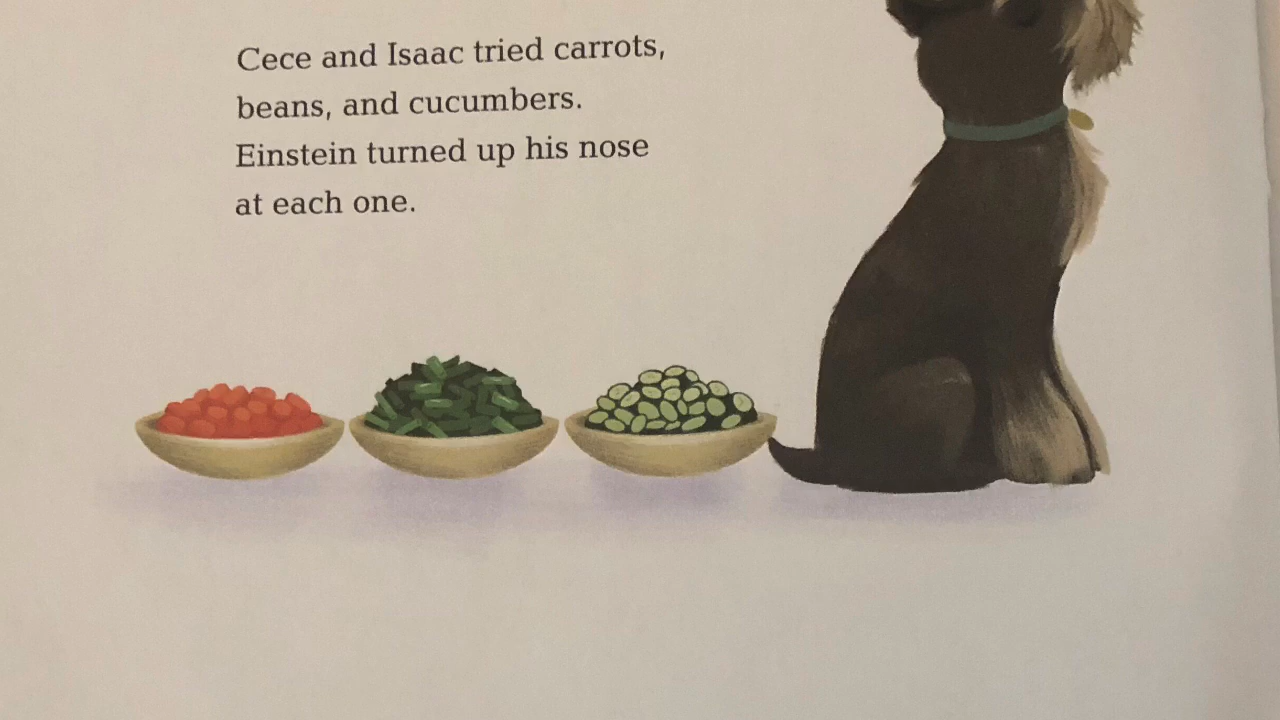 Cece and Isaac tried carrots,
beans, and cucumbers.
Einstein turned up his nose
at each one.